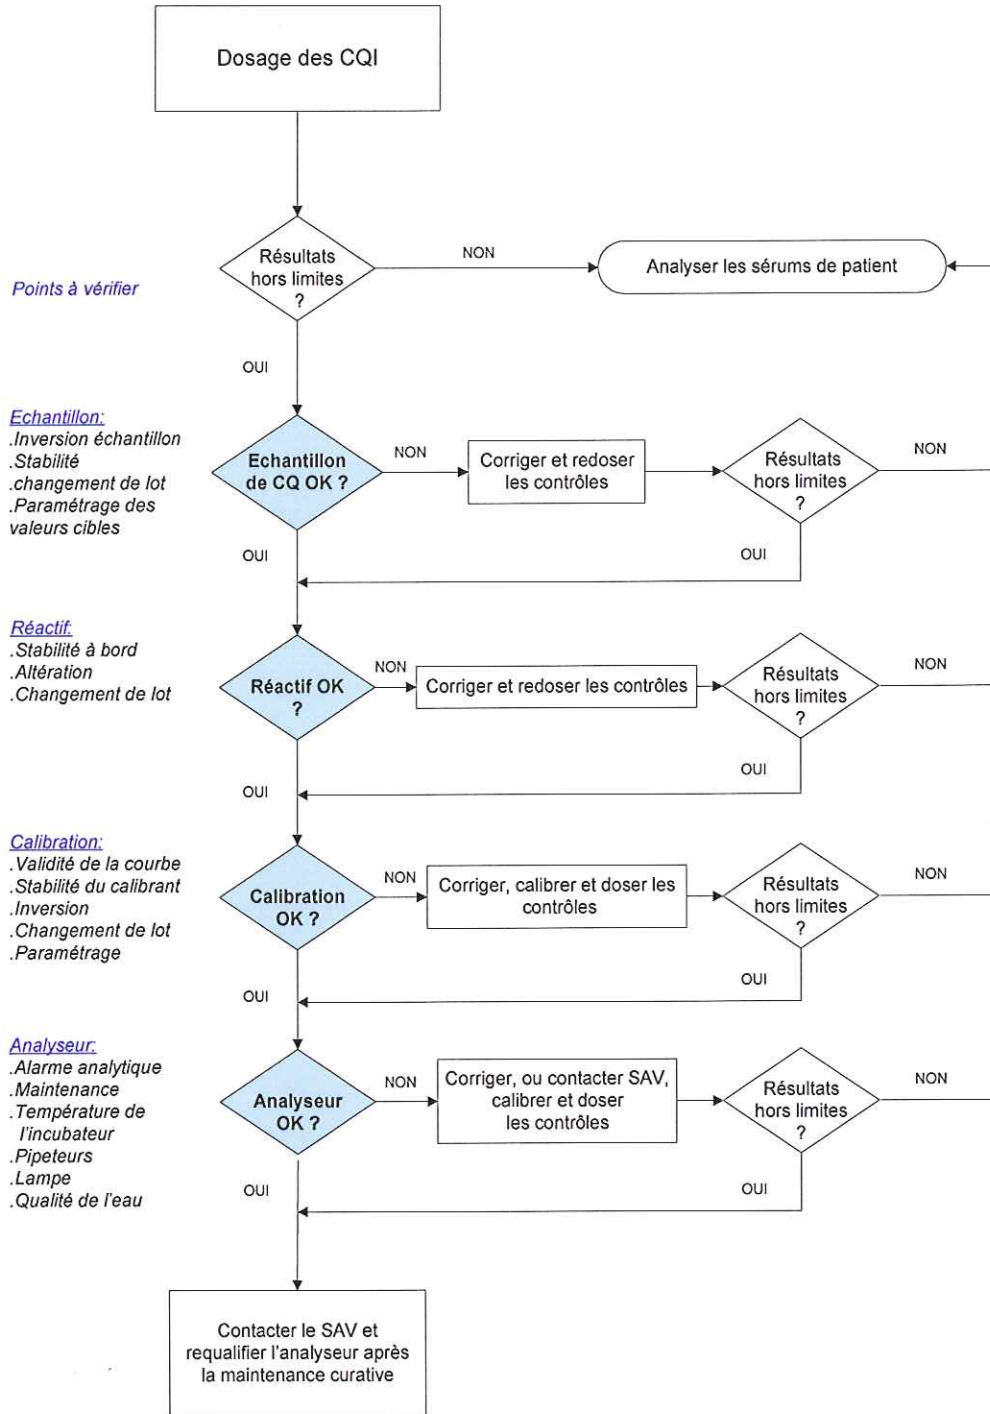 Dosage des CQI
Résultats
hors limites
?
NON
Analyser les sérums de patient
Points à vérifier
OUI
Echantillon:
.Inversion échantillon
.Stabilité
.changement de lot
.Paramétrage des
valeurs cibles
Echantillon
de CQ OK ?
NON
Corriger et redoser
les contrôles
Résultats
hors limites
?
NON
OUI
OUI
Réactif:
.Stabilité à bord
.Altération
.Changement de lot
Réactif OK
?
NON
Corriger et redoser les contrôles
Résultats
hors limites
?
NON
OUI
OUI
Calibration:
.Validité de la courbe
.Stabilité du calibrant
.Inversion
.Changement de lot
.Paramétrage
Calibration
OK ?
NON
Corriger, calibrer et doser les
contrôles
Résultats
hors limites
?
NON
OUI
OUI
Analyseur:
.Alarme analytique
.Maintenance
.Température de
l'incubateur
.Pipeteurs
.Lampe
.Qualité de l'eau
Analyseur
OK ?
NON
Corriger, ou contacter SAV,
calibrer et doser
les contrôles
Résultats
hors limites
?
NON
OUI
OUI
Contacter le SAV et
requalifier l'analyseur après
la maintenance curative